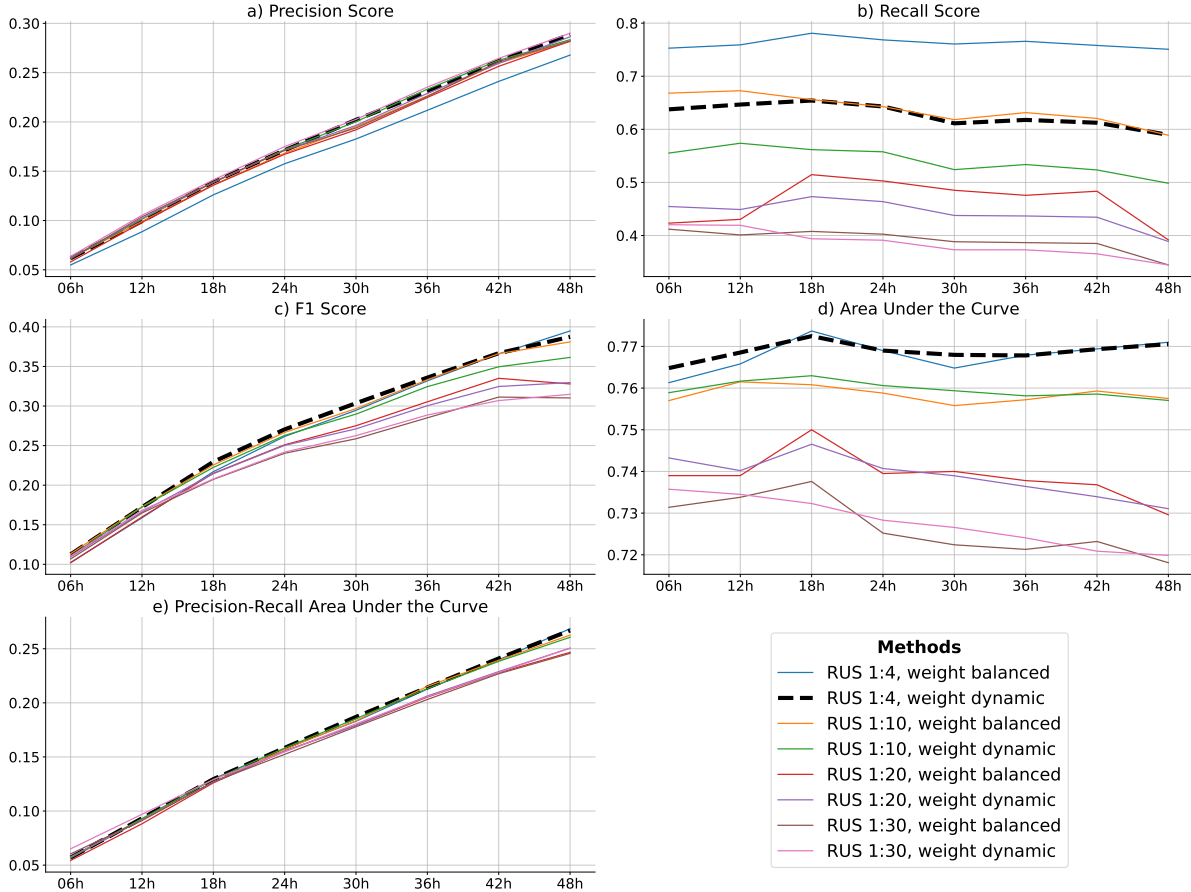 a) Precision Score
0.30
0.25
0.20
0.15
0.10
0.05
06h 12h 18h 24h 30h 36h 42h 48h
b) Recall Score
0.8
0.7
0.6
0.5
0.4
06h 12h 18h 24h 30h 36h 42h 48h
c) F1 Score
0.40
0.35
0.30
0.25
0.20
0.15
0.10
06h 12h 18h 24h 30h 36h 42h 48h
d) Area Under the Curve
0.77
0.76
0.75
0.74
0.73
0.72
06h 12h 18h 24h 30h 36h 42h 48h
e) Precision-Recall Area Under the Curve
0.25
0.20
0.15
0.10
0.05
06h 12h 18h 24h 30h 36h 42h 48h
Methods
RUS 1:4, weight balanced
RUS 1:4, weight dynamic
RUS 1:10, weight balanced
RUS 1:10, weight dynamic
RUS 1:20, weight balanced
RUS 1:20, weight dynamic
RUS 1:30, weight balanced
RUS 1:30, weight dynamic